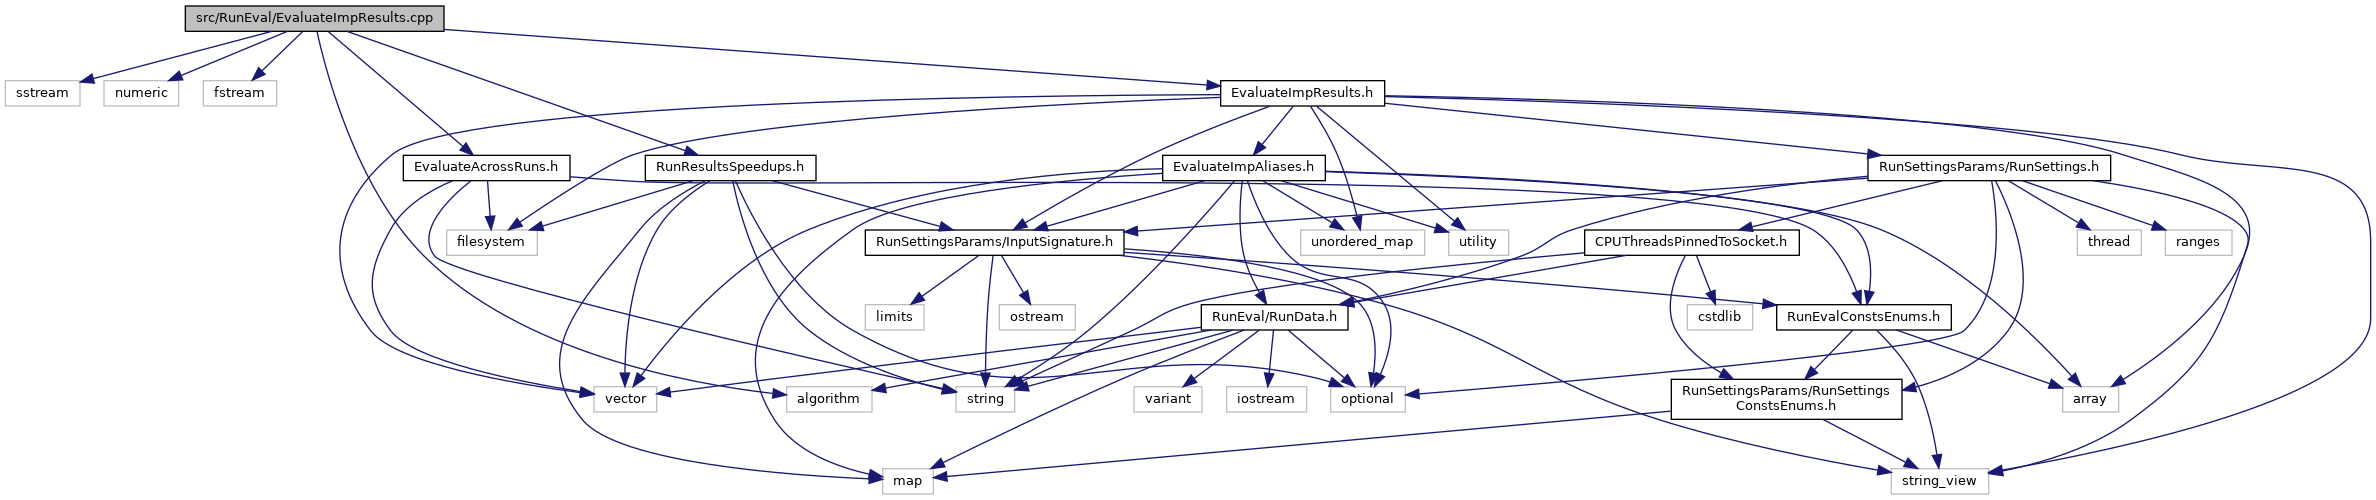 src/RunEval/EvaluateImpResults.cpp
sstream
numeric
fstream
EvaluateImpResults.h
EvaluateAcrossRuns.h
RunResultsSpeedups.h
EvaluateImpAliases.h
RunSettingsParams/RunSettings.h
filesystem
RunSettingsParams/InputSignature.h
unordered_map
utility
CPUThreadsPinnedToSocket.h
thread
ranges
limits
ostream
RunEval/RunData.h
cstdlib
RunEvalConstsEnums.h
vector
algorithm
string
variant
iostream
optional
RunSettingsParams/RunSettings
ConstsEnums.h
array
map
string_view